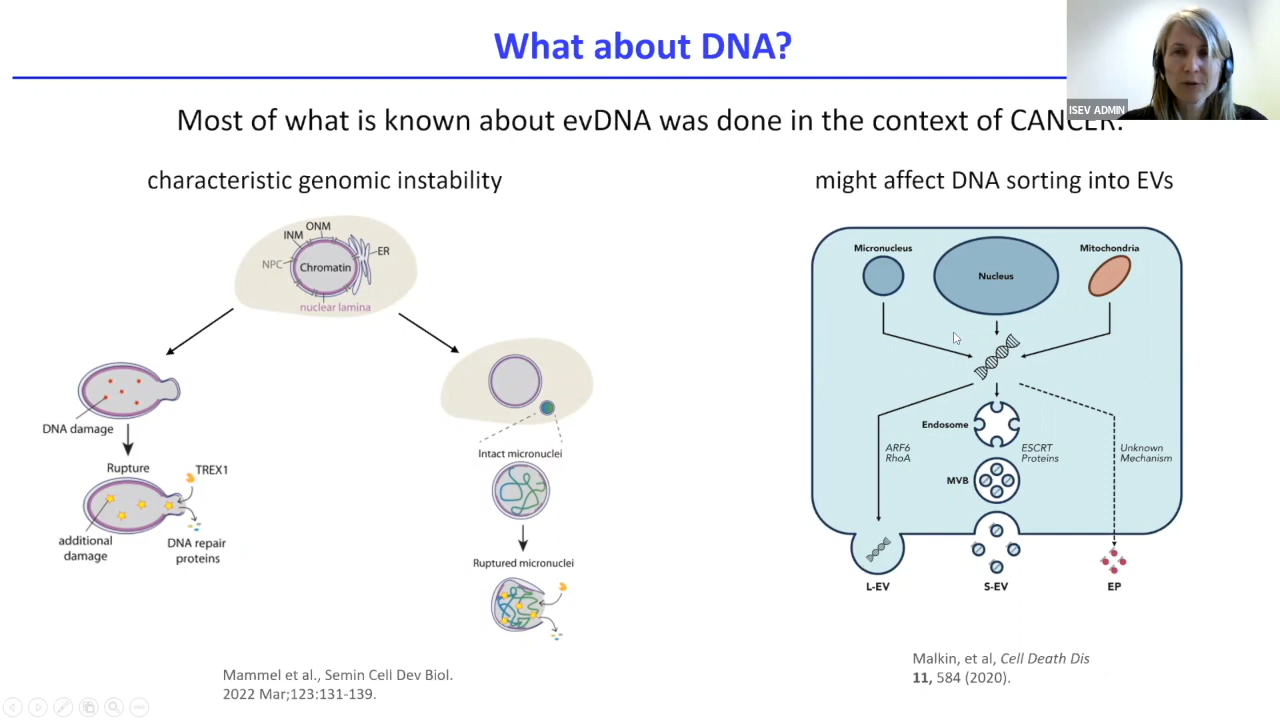 What about DNA?
ISEV ADMIN
Most of what is known about evDNA was done in the context of CANCER.
characteristic genomic instability
might affect DNA sorting into EVs
ONM
INM
ER
NPC
Chromatin
nuclear lamina
DNA damage
Rupture
TREX1
additional
damage
DNA repair
proteins
Intact micronuclei
Ruptured micronuclei
Mammel et al., Semin Cell Dev Biol.
2022 Mar;123:131-139.
Micronucleus
Nucleus
Mitochondria
Endosome
ARF6
RhoA
ESCRT
Proteins
Unknown
Mechanism
MVB
L-EV
S-EV
EP
Malkin, et al, Cell Death Dis
11, 584 (2020).